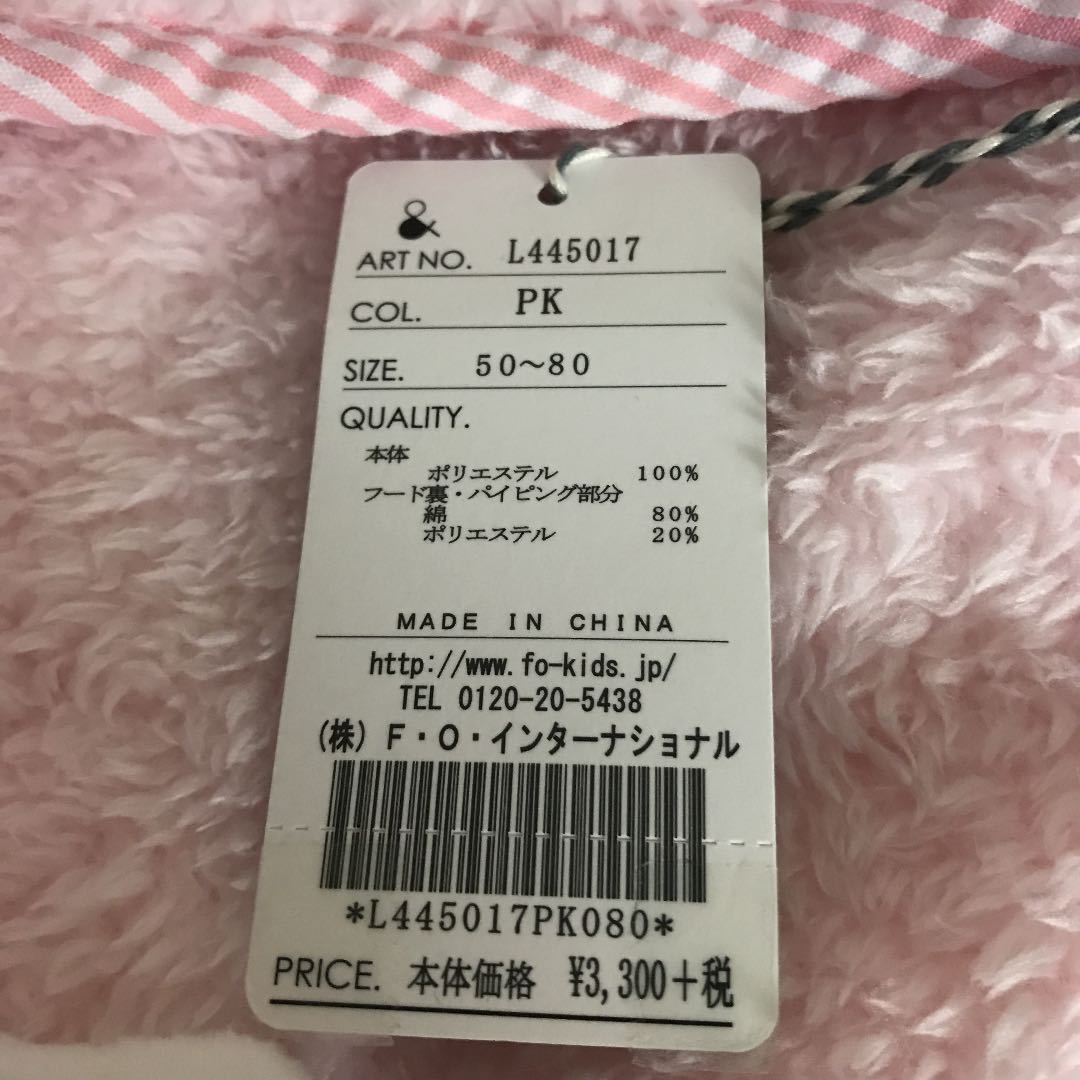 &
ART NO. L445017
COL. PK
SIZE. 50〜80
QUALITY.
本体
ポリエステル 100%
フード裏・パイピング部分
綿 80%
ポリエステル 20%
MADE IN CHINA
http://www.fo-kids.jp/
TEL 0120-20-5438
(株) F・O・インターナショナル
*L445017PK080*
PRICE. 本体価格 ¥3,300+税